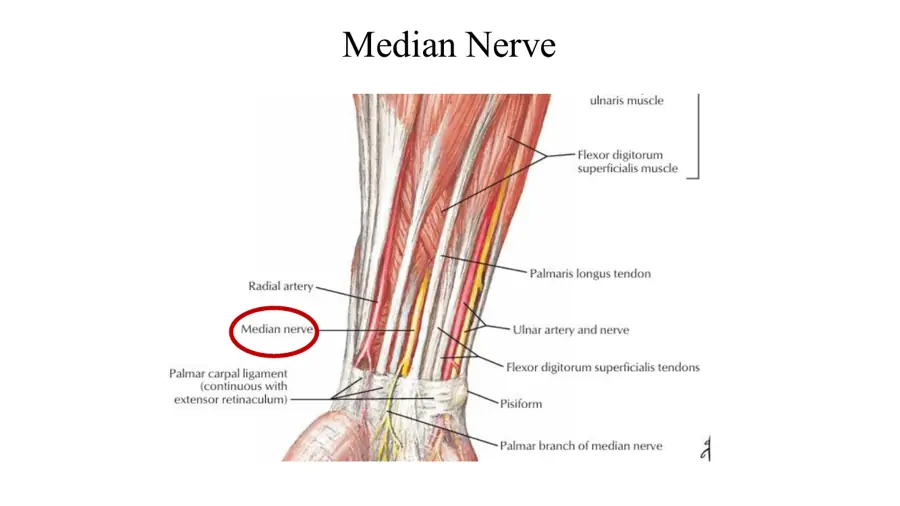 Median Nerve
ulnaris muscle
Flexor digitorum
superficialis muscle
Palmaris longus tendon
Radial artery
Median nerve
Ulnar artery and nerve
Palmar carpal ligament
(continuous with
extensor retinaculum)
Flexor digitorum superficialis tendons
Pisiform
Palmar branch of median nerve